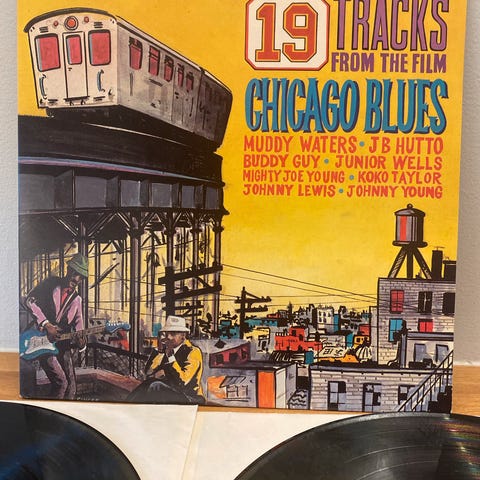 19 TRACKS
FROM THE FILM
CHICAGO BLUES
MUDDY WATERS • JB HUTTO
BUDDY GUY • JUNIOR WELLS
MIGHTY JOE YOUNG • KOKO TAYLOR
JOHNNY LEWIS • JOHNNY YOUNG